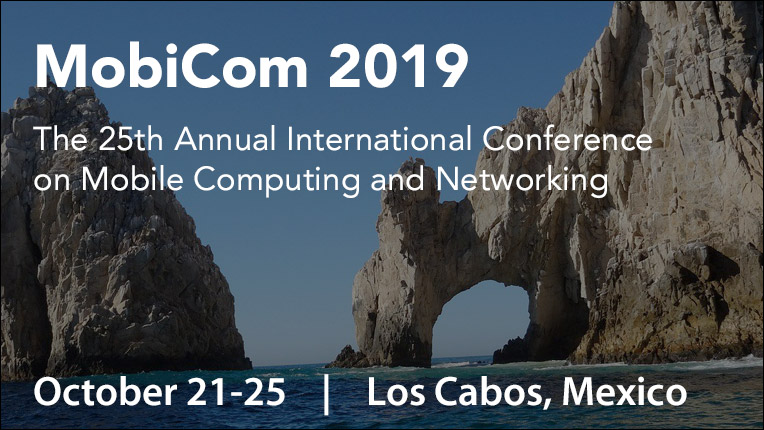 MobiCom 2019
The 25th Annual International Conference
on Mobile Computing and Networking
October 21-25 | Los Cabos, Mexico